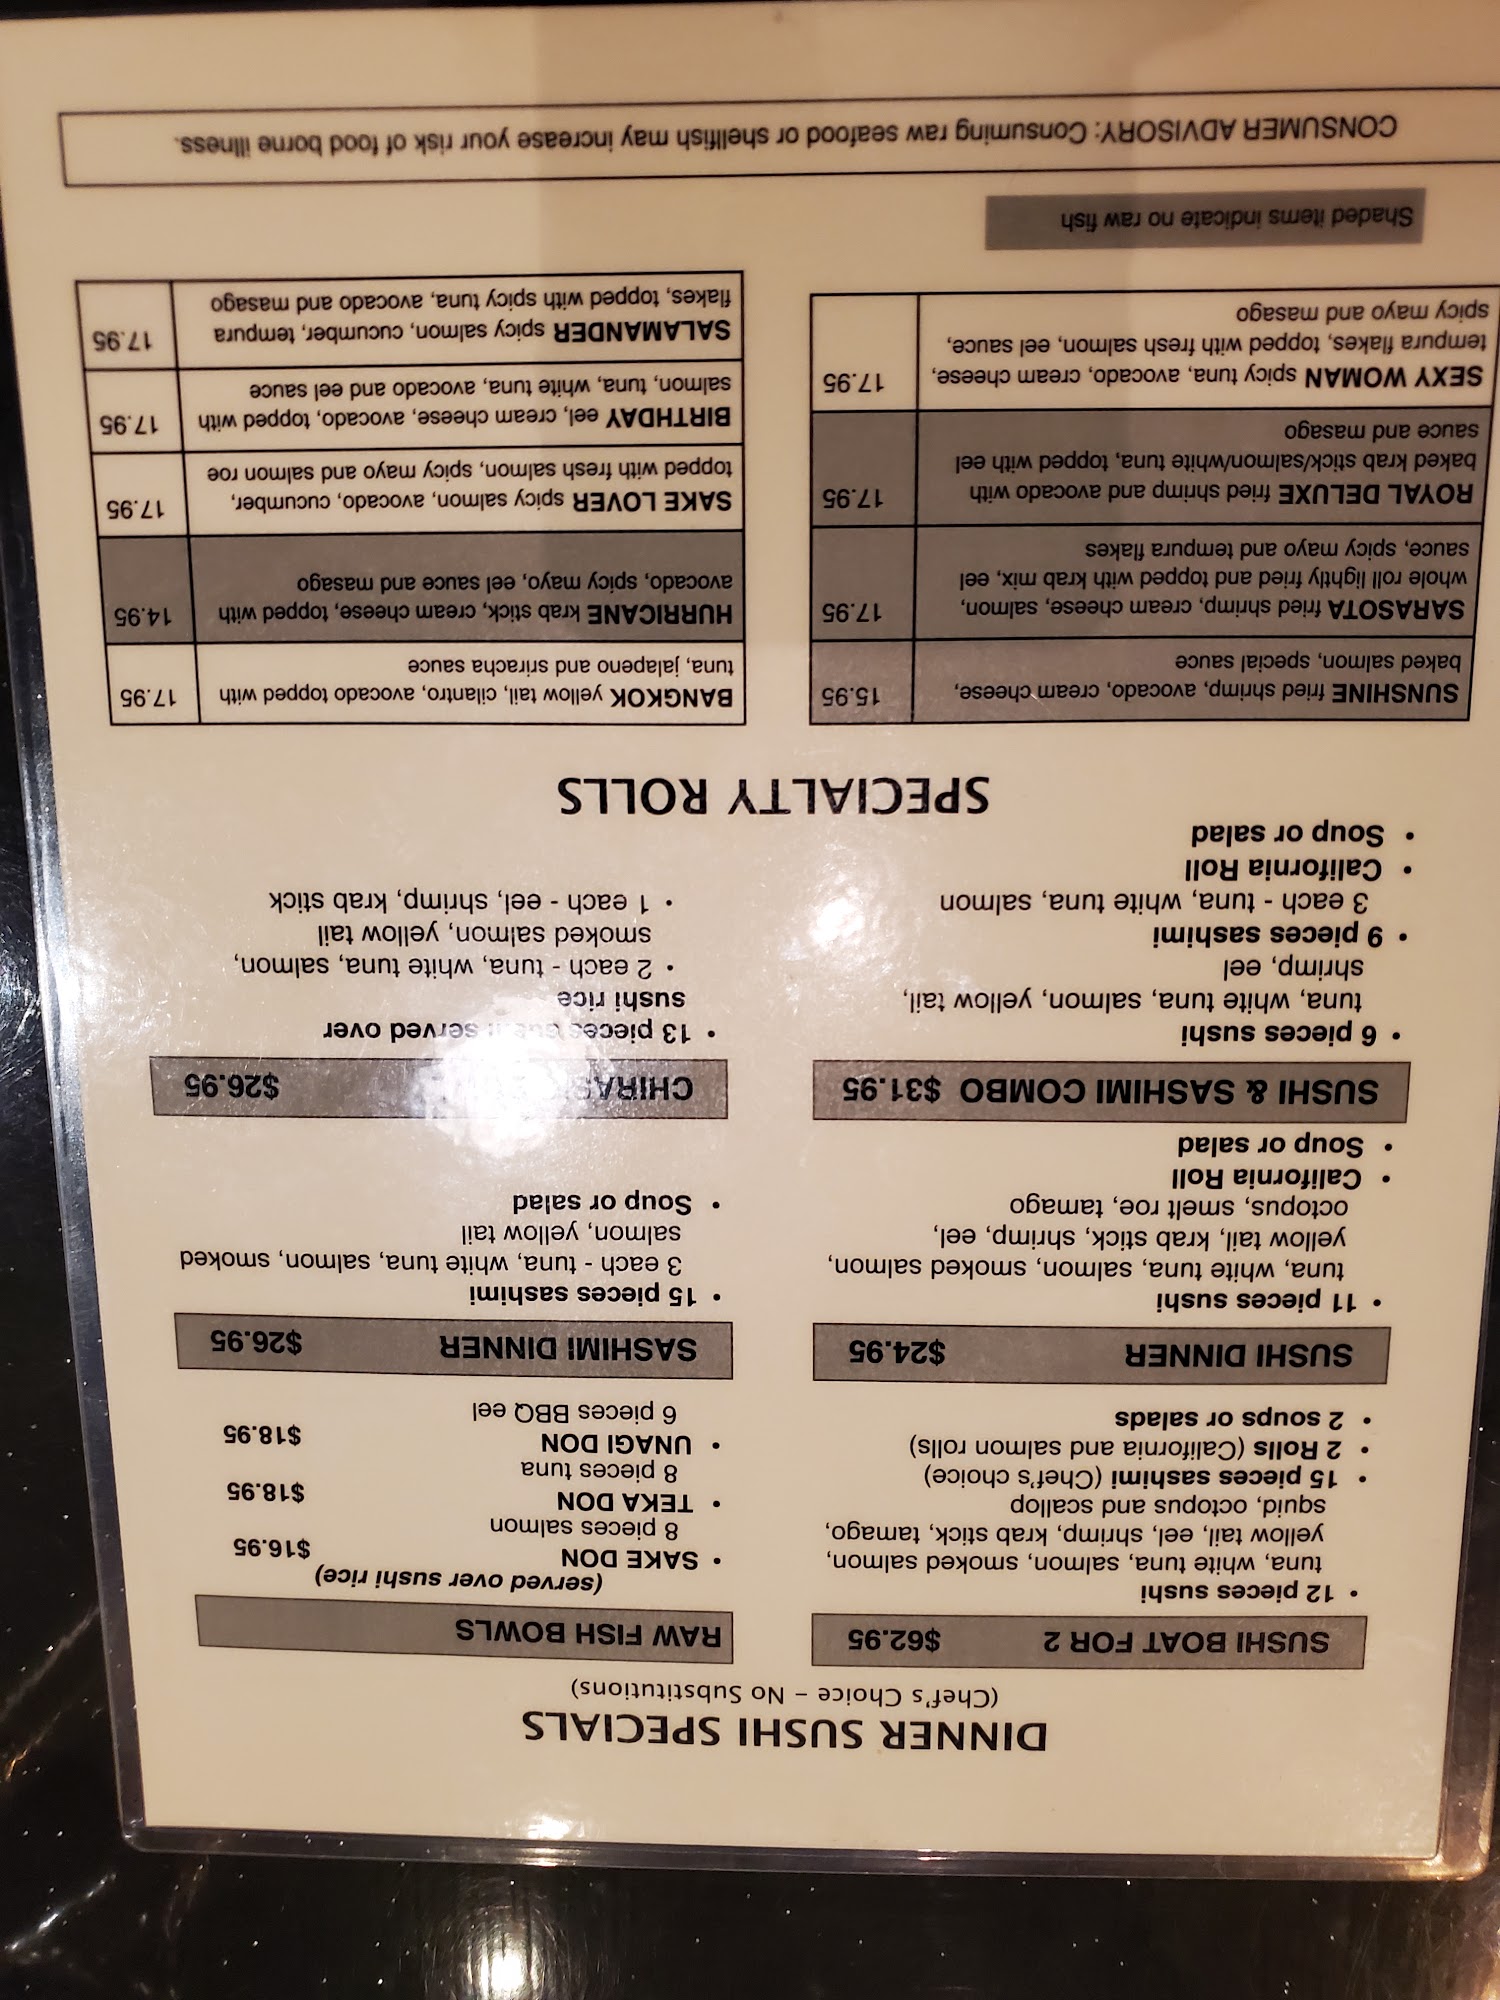 DINNER SUSHI SPECIALS
(Chef's Choice – No Substitutions)
SUSHI BOAT FOR 2 $62.95
• 12 pieces sushi
tuna, white tuna, salmon, smoked salmon,
yellow tail, eel, shrimp, krab stick, tamago,
squid, octopus and scallop
• 15 pieces sashimi (Chef's choice)
• 2 Rolls (California and salmon rolls)
• 2 soups or salads
SUSHI DINNER $24.95
• 11 pieces sushi
tuna, white tuna, salmon, smoked salmon,
yellow tail, krab stick, shrimp, eel,
octopus, smelt roe, tamago
• California Roll
• Soup or salad
SUSHI & SASHIMI COMBO $31.95
• 6 pieces sushi
tuna, white tuna, salmon, yellow tail,
shrimp, eel
• 9 pieces sashimi
3 each - tuna, white tuna, salmon
• California Roll
• Soup or salad
RAW FISH BOWLS
(served over sushi rice)
• SAKE DON $16.95
8 pieces salmon
• TEKA DON $18.95
8 pieces tuna
• UNAGI DON $18.95
6 pieces BBQ eel
SASHIMI DINNER $26.95
• 15 pieces sashimi
3 each - tuna, white tuna, salmon, smoked
salmon, yellow tail
• Soup or salad
$26.95
• 13 pieces served over
sushi rice
• 2 each - tuna, white tuna, salmon,
smoked salmon, yellow tail
• 1 each - eel, shrimp, krab stick
SPECIALTY ROLLS
SUNSHINE fried shrimp, avocado, cream cheese, 15.95
baked salmon, special sauce
SARASOTA fried shrimp, cream cheese, salmon, 17.95
whole roll lightly fried and topped with krab mix, eel
sauce, spicy mayo and tempura flakes
ROYAL DELUXE fried shrimp and avocado with 17.95
baked krab stick/salmon/white tuna, topped with eel
sauce and masago
SEXY WOMAN spicy tuna, avocado, cream cheese, 17.95
tempura flakes, topped with fresh salmon, eel sauce,
spicy mayo and masago
BANGKOK yellow tail, cilantro, avocado topped with 17.95
tuna, jalapeno and sriracha sauce
HURRICANE krab stick, cream cheese, topped with 14.95
avocado, spicy mayo, eel sauce and masago
SAKE LOVER spicy salmon, avocado, cucumber, 17.95
topped with fresh salmon, spicy mayo and salmon roe
BIRTHDAY eel, cream cheese, avocado, topped with 17.95
salmon, tuna, white tuna, avocado and eel sauce
SALAMANDER spicy salmon, cucumber, tempura 17.95
flakes, topped with spicy tuna, avocado and masago
Shaded items indicate no raw fish
CONSUMER ADVISORY: Consuming raw seafood or shellfish may increase your risk of food borne illness.